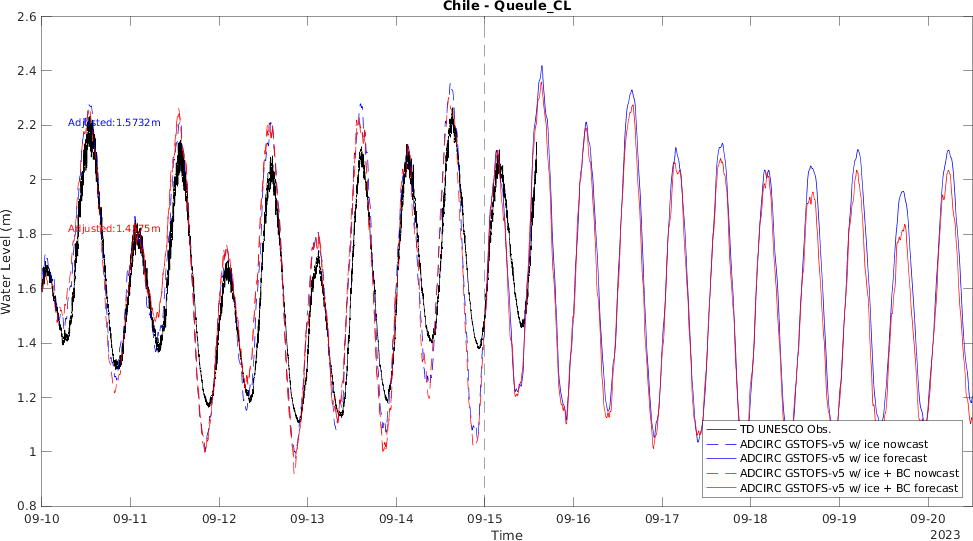 Chile - Queule_CL
2.6
2.4
2.2
2
1.8
1.6
1.4
1.2
1
0.8
Water Level (m)
Adjusted:1.5732m
TD UNESCO Obs.
ADCIRC GSTOFS-v5 w/ ice nowcast
ADCIRC GSTOFS-v5 w/ ice forecast
ADCIRC GSTOFS-v5 w/ ice + BC nowcast
ADCIRC GSTOFS-v5 w/ ice + BC forecast
09-10 09-11 09-12 09-13 09-14 09-15 09-16 09-17 09-18 09-19 09-20
Time
2023